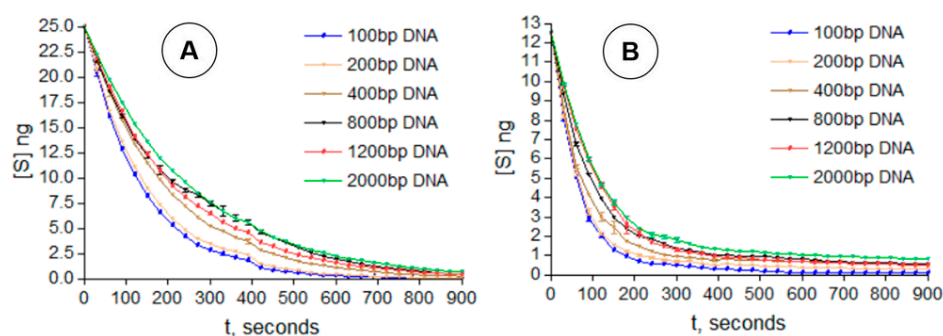 A
25.0
22.5
20.0
17.5
15.0
12.5
10.0
7.5
5.0
2.5
0.0
[S] ng
0 100 200 300 400 500 600 700 800 900
t, seconds
100bp DNA
200bp DNA
400bp DNA
800bp DNA
1200bp DNA
2000bp DNA
B
13
12
11
10
9
8
7
6
5
4
3
2
1
0
[S] ng
0 100 200 300 400 500 600 700 800 900
t, seconds
100bp DNA
200bp DNA
400bp DNA
800bp DNA
1200bp DNA
2000bp DNA